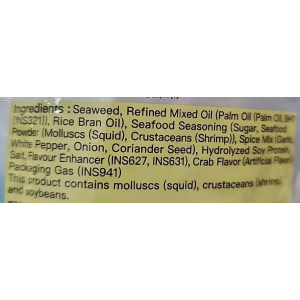 Ingredients : Seaweed, Refined Mixed Oil (Palm Oil (Palm Oil, BHT
(INS321)), Rice Bran Oil), Seafood Seasoning (Sugar, Seafood
Powder (Molluscs (Squid), Crustaceans (Shrimp)), Spice Mix (Garlic,
White Pepper, Onion, Coriander Seed), Hydrolyzed Soy Protein,
Salt, Flavour Enhancer (INS627, INS631), Crab Flavor (Artificial Flavor))
Packaging Gas (INS941)
This product contains molluscs (squid), crustaceans (shrimp)
and soybeans.